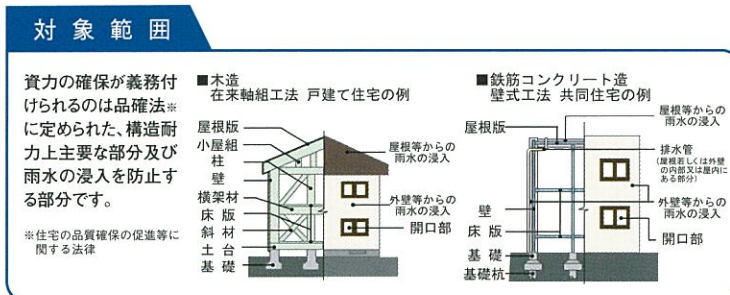 対象範囲
資力の確保が義務付
けられるのは品確法※
に定められた、構造耐
力上主要な部分及び
雨水の浸入を防止す
る部分です。
※住宅の品質確保の促進等に
関する法律
■木造
在来軸組工法 戸建て住宅の例
屋根版
小屋組
柱
壁
横架材
床版
斜材
土台
基礎
屋根等からの
雨水の浸入
外壁等からの
雨水の浸入
開口部
■鉄筋コンクリート造
壁式工法 共同住宅の例
屋根版
壁
床版
基礎
基礎杭
屋根等からの
雨水の浸入
排水管
(屋根若しくは外壁
の内部又は屋内に
ある部分)
外壁等からの
雨水の浸入
開口部